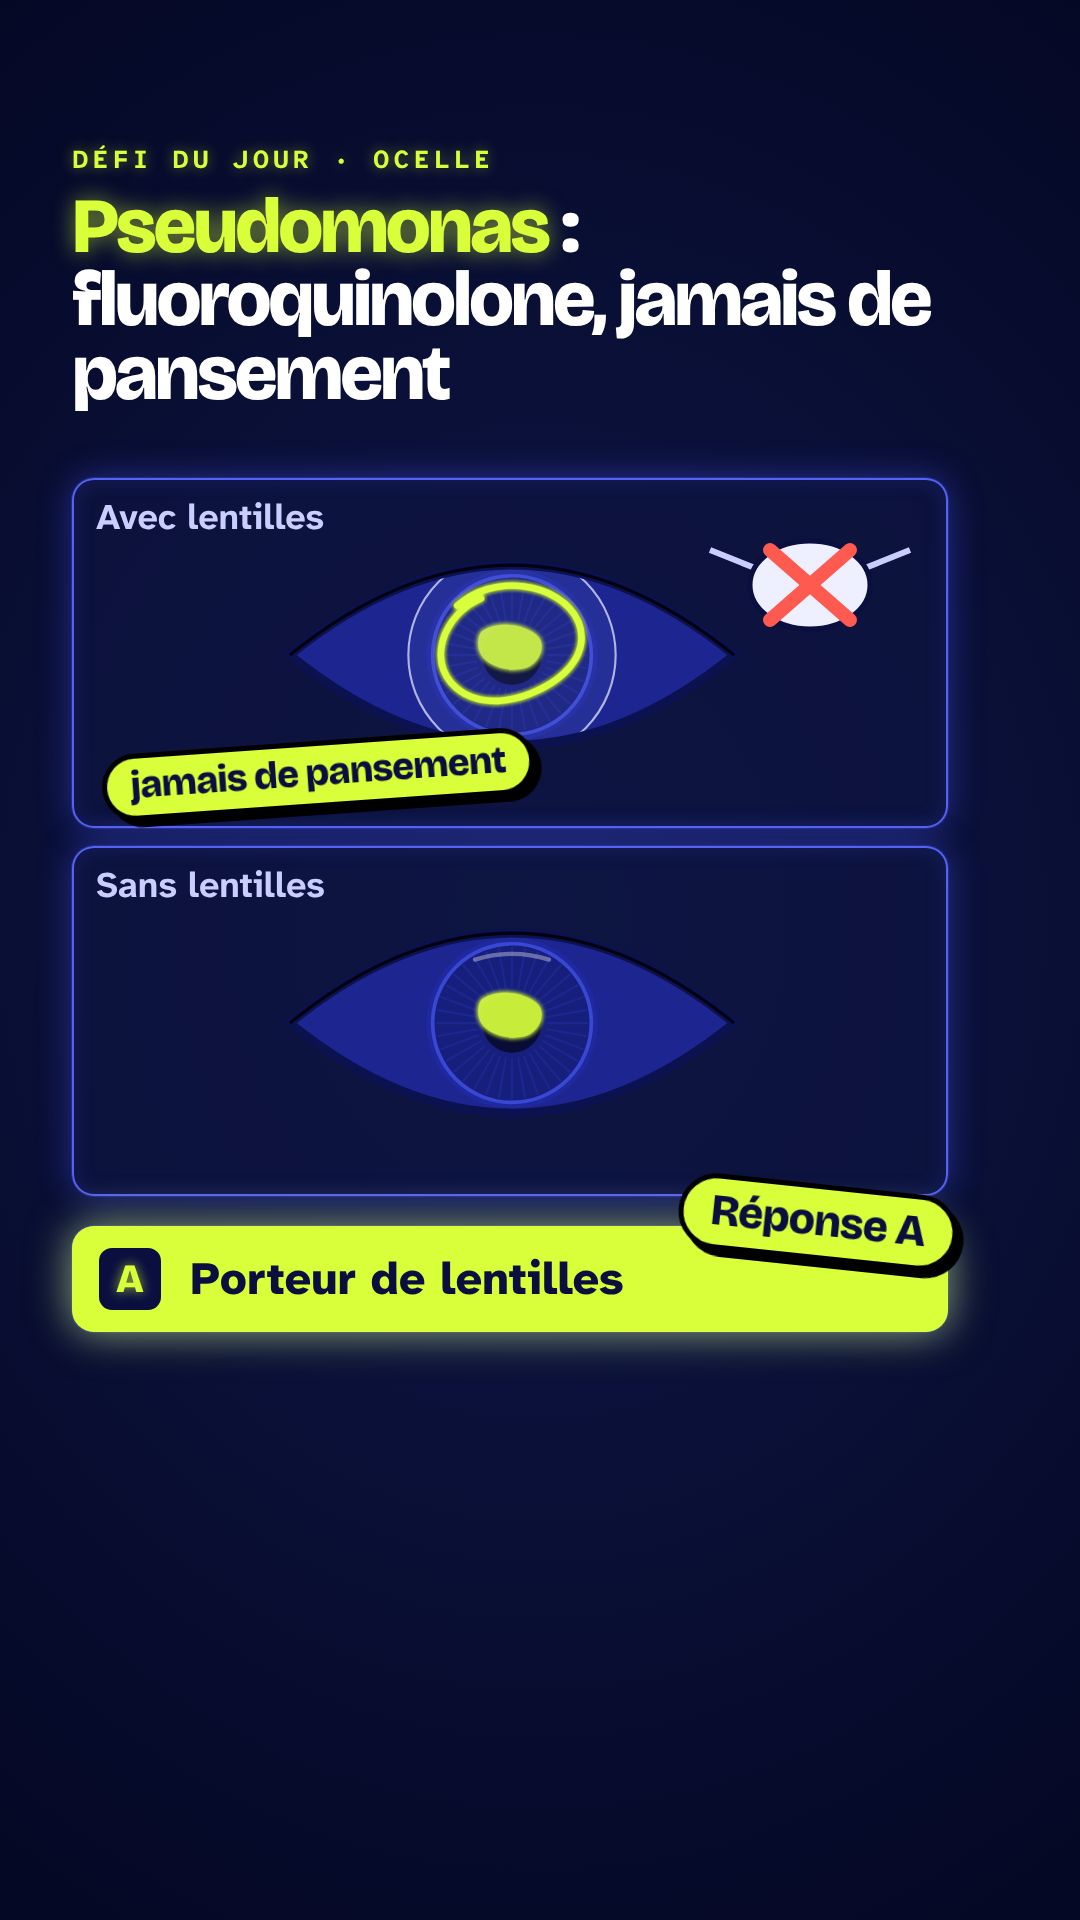 DÉFI DU JOUR · OCELLE
Pseudomonas :
fluoroquinolone, jamais de
pansement
Avec lentilles
jamais de pansement
Sans lentilles
Réponse A
A Porteur de lentilles